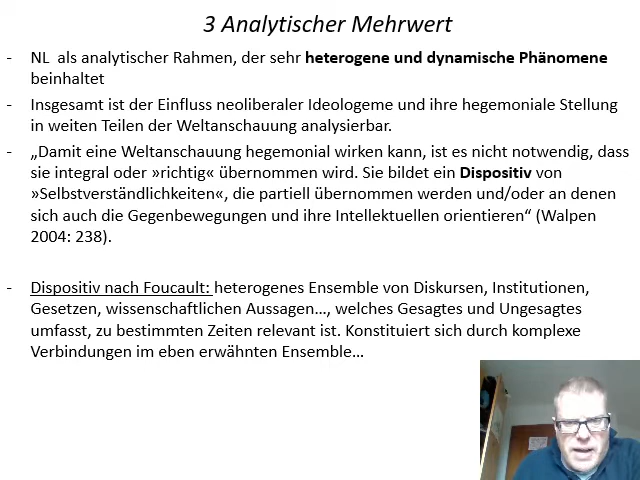 3 Analytischer Mehrwert
- NL als analytischer Rahmen, der sehr heterogene und dynamische Phänomene
beinhaltet
- Insgesamt ist der Einfluss neoliberaler Ideologeme und ihre hegemoniale Stellung
in weiten Teilen der Weltanschauung analysierbar.
- „Damit eine Weltanschauung hegemonial wirken kann, ist es nicht notwendig, dass
sie integral oder »richtig« übernommen wird. Sie bildet ein Dispositiv von
»Selbstverständlichkeiten«, die partiell übernommen werden und/oder an denen
sich auch die Gegenbewegungen und ihre Intellektuellen orientieren“ (Walpen
2004: 238).
- Dispositiv nach Foucault: heterogenes Ensemble von Diskursen, Institutionen,
Gesetzen, wissenschaftlichen Aussagen…, welches Gesagtes und Ungesagtes
umfasst, zu bestimmten Zeiten relevant ist. Konstituiert sich durch komplexe
Verbindungen im eben erwähnten Ensemble…